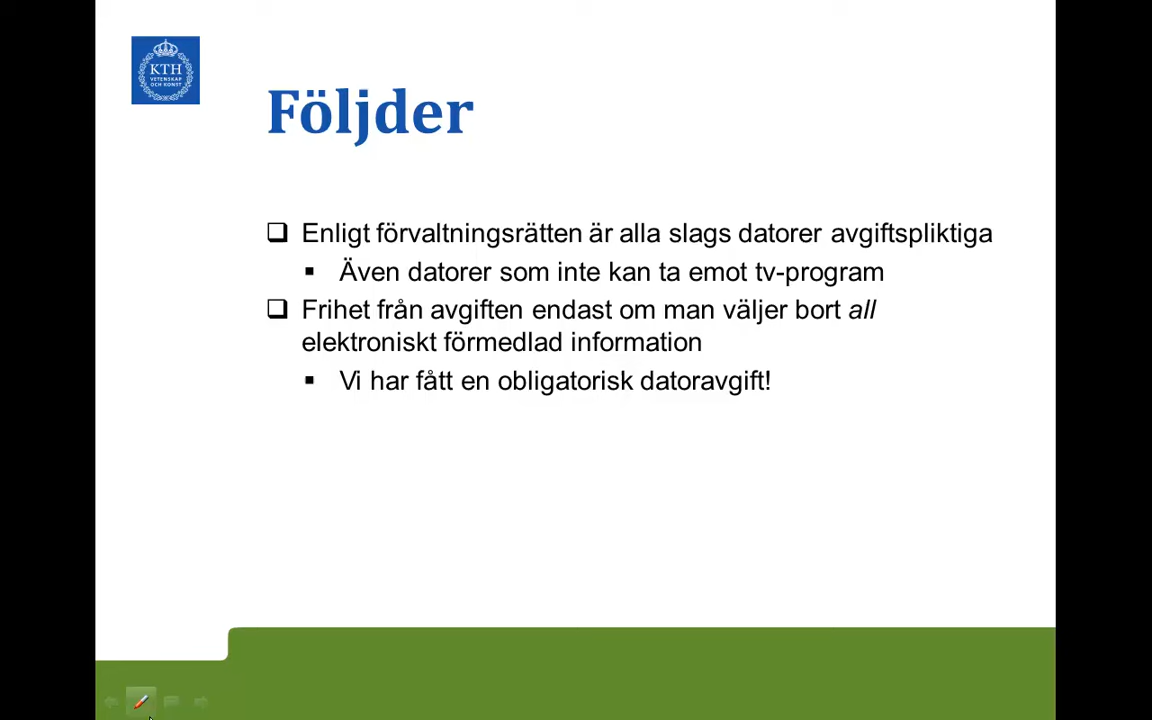 KTH
VETENSKAP
OCH KONST
Följder
Enligt förvaltningsrätten är alla slags datorer avgiftspliktiga
Även datorer som inte kan ta emot tv-program
Frihet från avgiften endast om man väljer bort all
elektroniskt förmedlad information
Vi har fått en obligatorisk datoravgift!